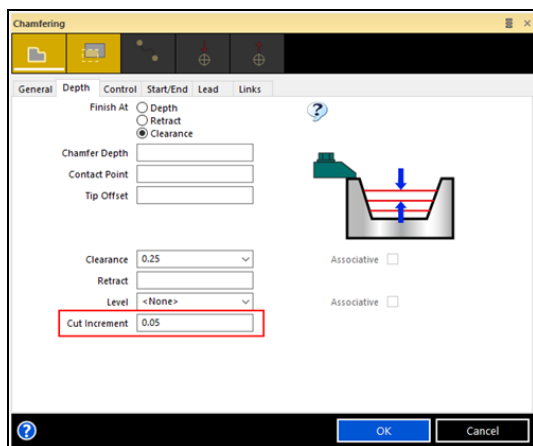 Chamfering
General Depth Control Start/End Lead Links
Finish At Depth
Retract
Clearance
Chamfer Depth
Contact Point
Tip Offset
Clearance 0.25 Associative
Retract
Level <None> Associative
Cut Increment 0.05
OK Cancel